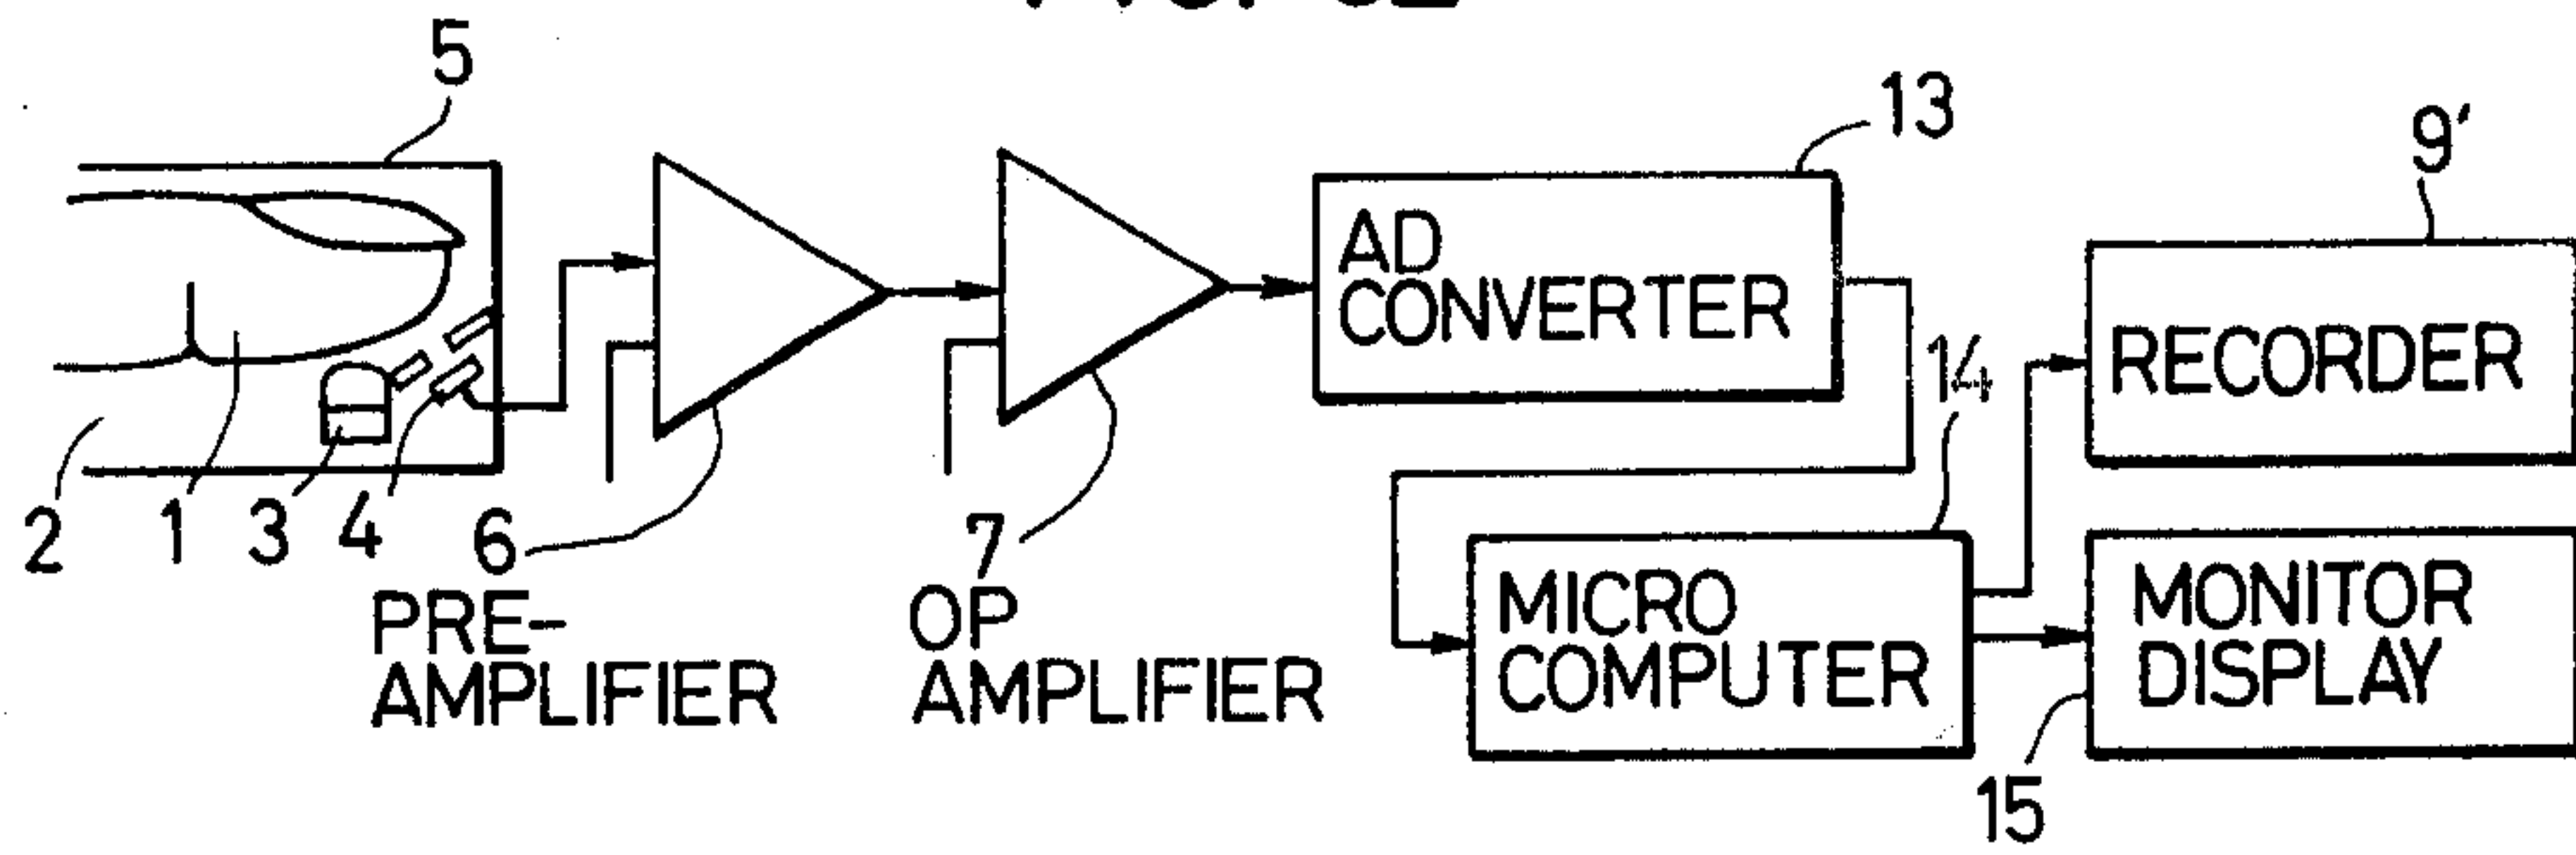 5
13
9'
AD
CONVERTER
14
RECORDER
2
1
3
4
6
PRE-
AMPLIFIER
7
OP
AMPLIFIER
MICRO
COMPUTER
MONITOR
DISPLAY
15